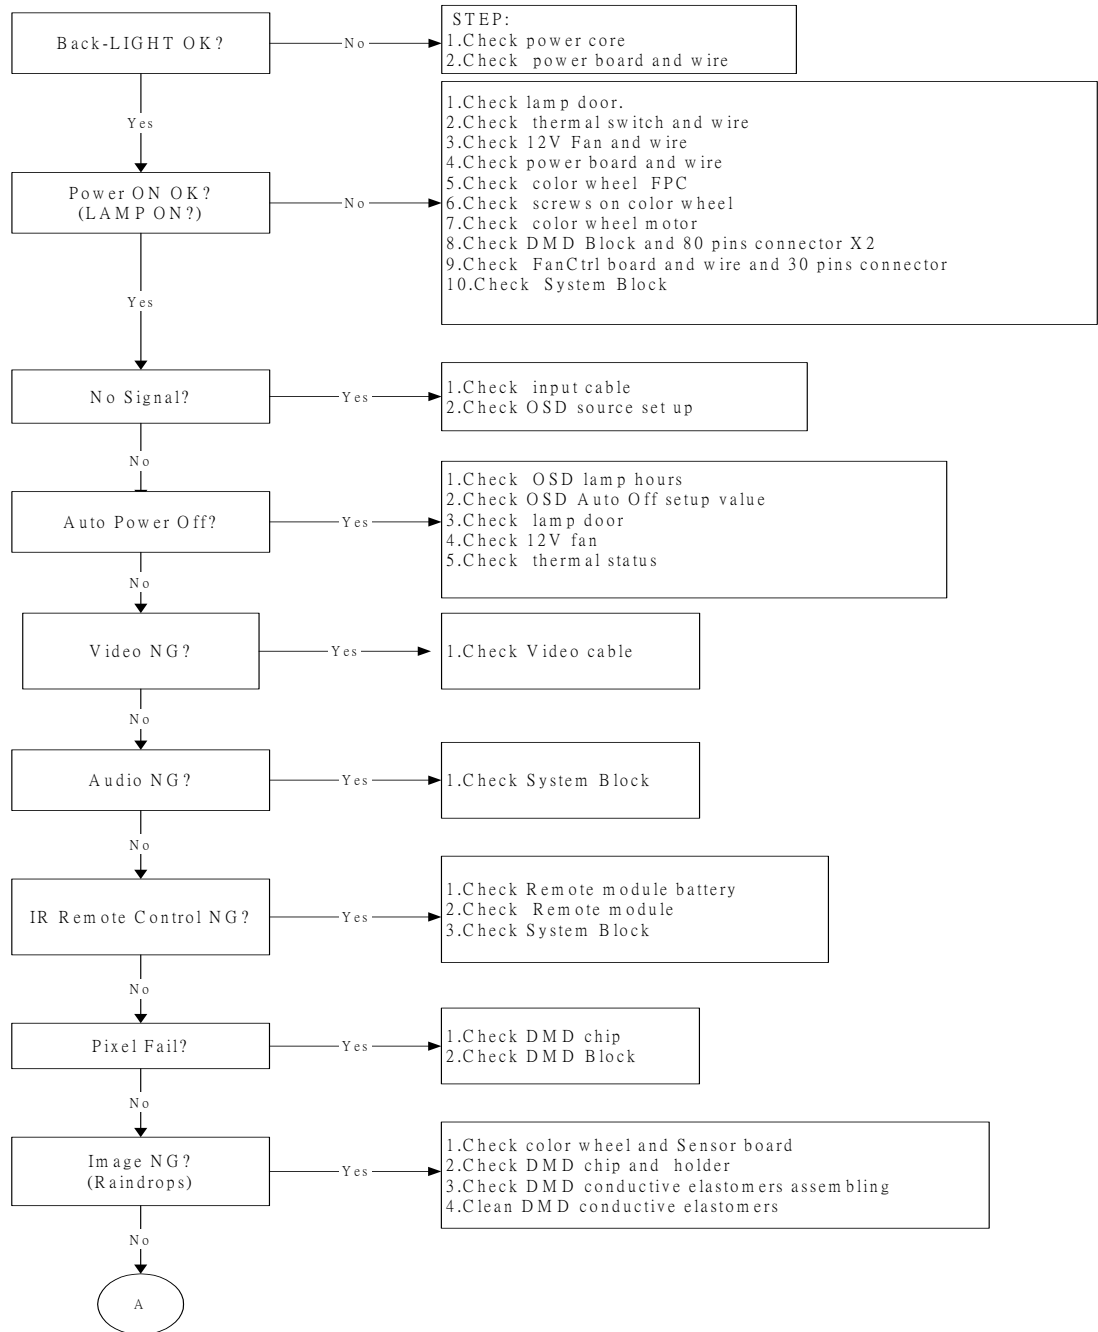 Back-LIGHT OK?
No
STEP:
1.Check power core
2.Check power board and wire
Yes
Power ON OK?
(LAMP ON?)
No
1.Check lamp door.
2.Check thermal switch and wire
3.Check 12V Fan and wire
4.Check power board and wire
5.Check color wheel FPC
6.Check screws on color wheel
7.Check color wheel motor
8.Check DMD Block and 80 pins connector X2
9.Check FanCtrl board and wire and 30 pins connector
10.Check System Block
Yes
No Signal?
Yes
1.Check input cable
2.Check OSD source set up
No
Auto Power Off?
Yes
1.Check OSD lamp hours
2.Check OSD Auto Off setup value
3.Check lamp door
4.Check 12V fan
5.Check thermal status
No
Video NG?
Yes
1.Check Video cable
No
Audio NG?
Yes
1.Check System Block
No
IR Remote Control NG?
Yes
1.Check Remote module battery
2.Check Remote module
3.Check System Block
No
Pixel Fail?
Yes
1.Check DMD chip
2.Check DMD Block
No
Image NG?
(Raindrops)
Yes
1.Check color wheel and Sensor board
2.Check DMD chip and holder
3.Check DMD conductive elastomers assembling
4.Clean DMD conductive elastomers
No
A